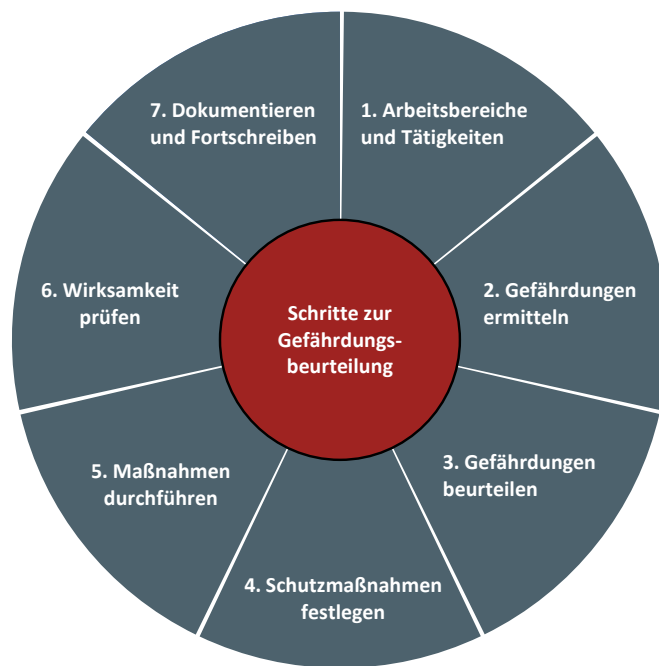 Schritte zur
Gefährdungs-
beurteilung
1. Arbeitsbereiche
und Tätigkeiten
2. Gefährdungen
ermitteln
3. Gefährdungen
beurteilen
4. Schutzmaßnahmen
festlegen
5. Maßnahmen
durchführen
6. Wirksamkeit
prüfen
7. Dokumentieren
und Fortschreiben